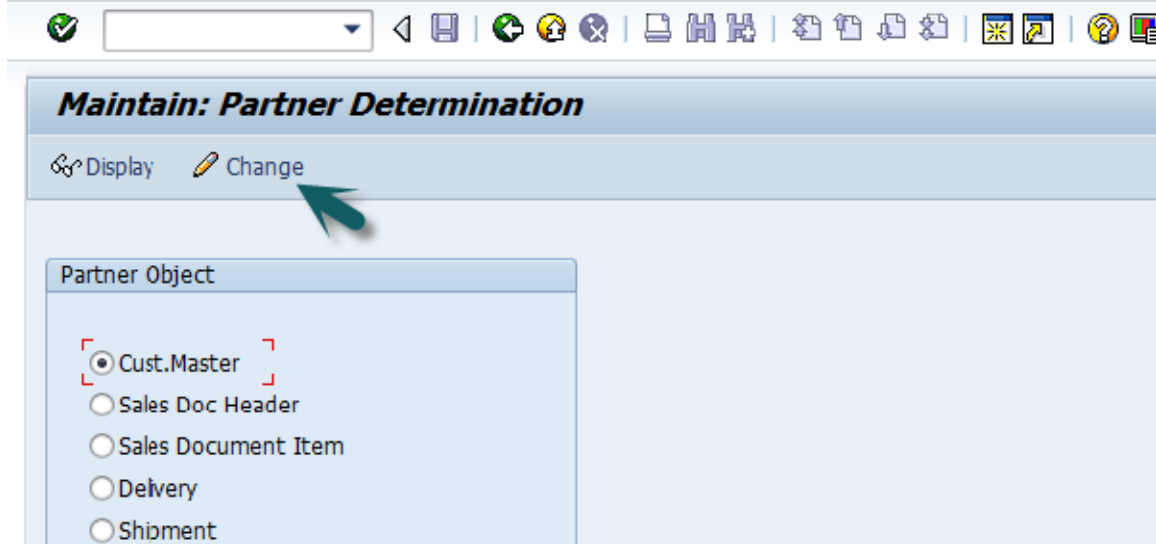 Maintain: Partner Determination
Display Change
Partner Object
Cust.Master
Sales Doc Header
Sales Document Item
Delivery
Shipment